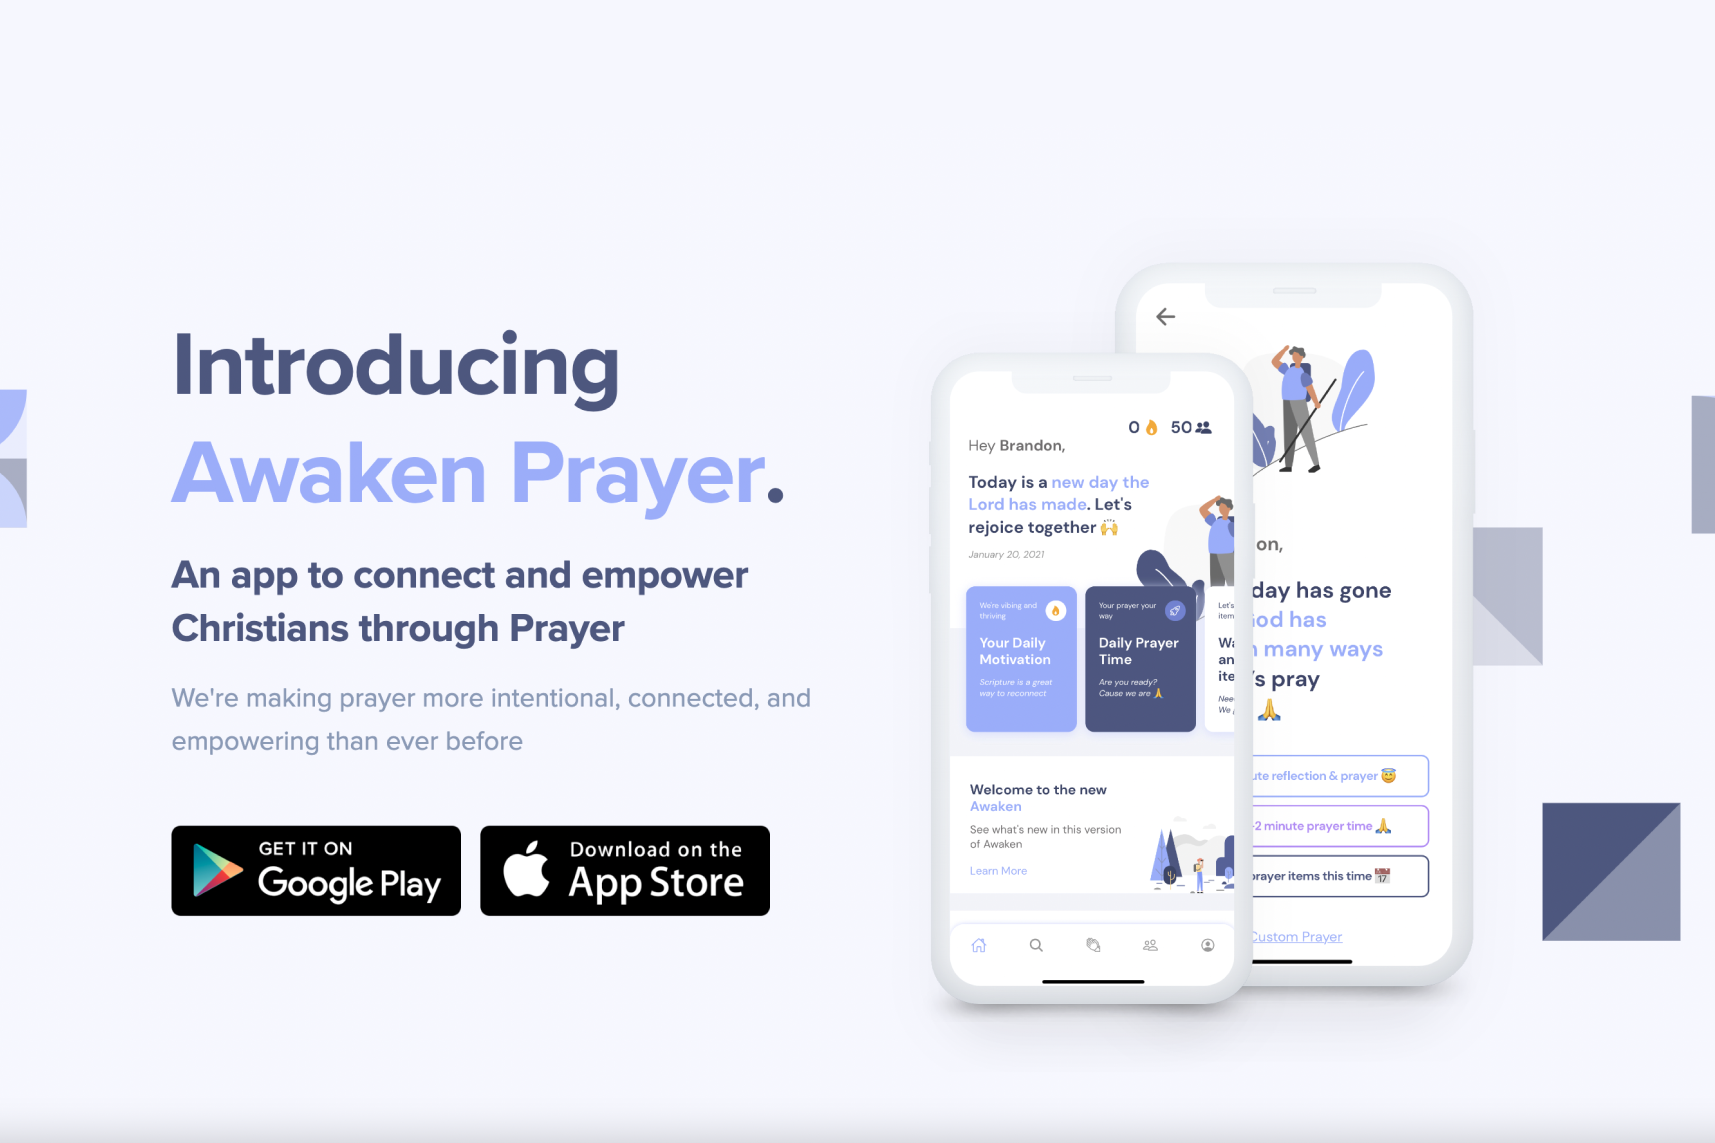 Introducing
Awaken Prayer.
An app to connect and empower
Christians through Prayer
We're making prayer more intentional, connected, and
empowering than ever before
GET IT ON
Google Play
Download on the
App Store
0 🔥 50
Hey Brandon,
Today is a new day the
Lord has made. Let's
rejoice together 🙌
January 20, 2021
We're vibing and
thriving
Your Daily
Motivation
Scripture is a great
way to reconnect
Your prayer your
way
Daily Prayer
Time
Are you ready?
Cause we are 🙏
Let's
item
an
We
Welcome to the new
Awaken
See what's new in this version
of Awaken
Learn More
on,
day has gone
God has
many ways
's pray
🙏
reflection & prayer 😇
-2 minute prayer time 🙏
prayer items this time 📅
Custom Prayer